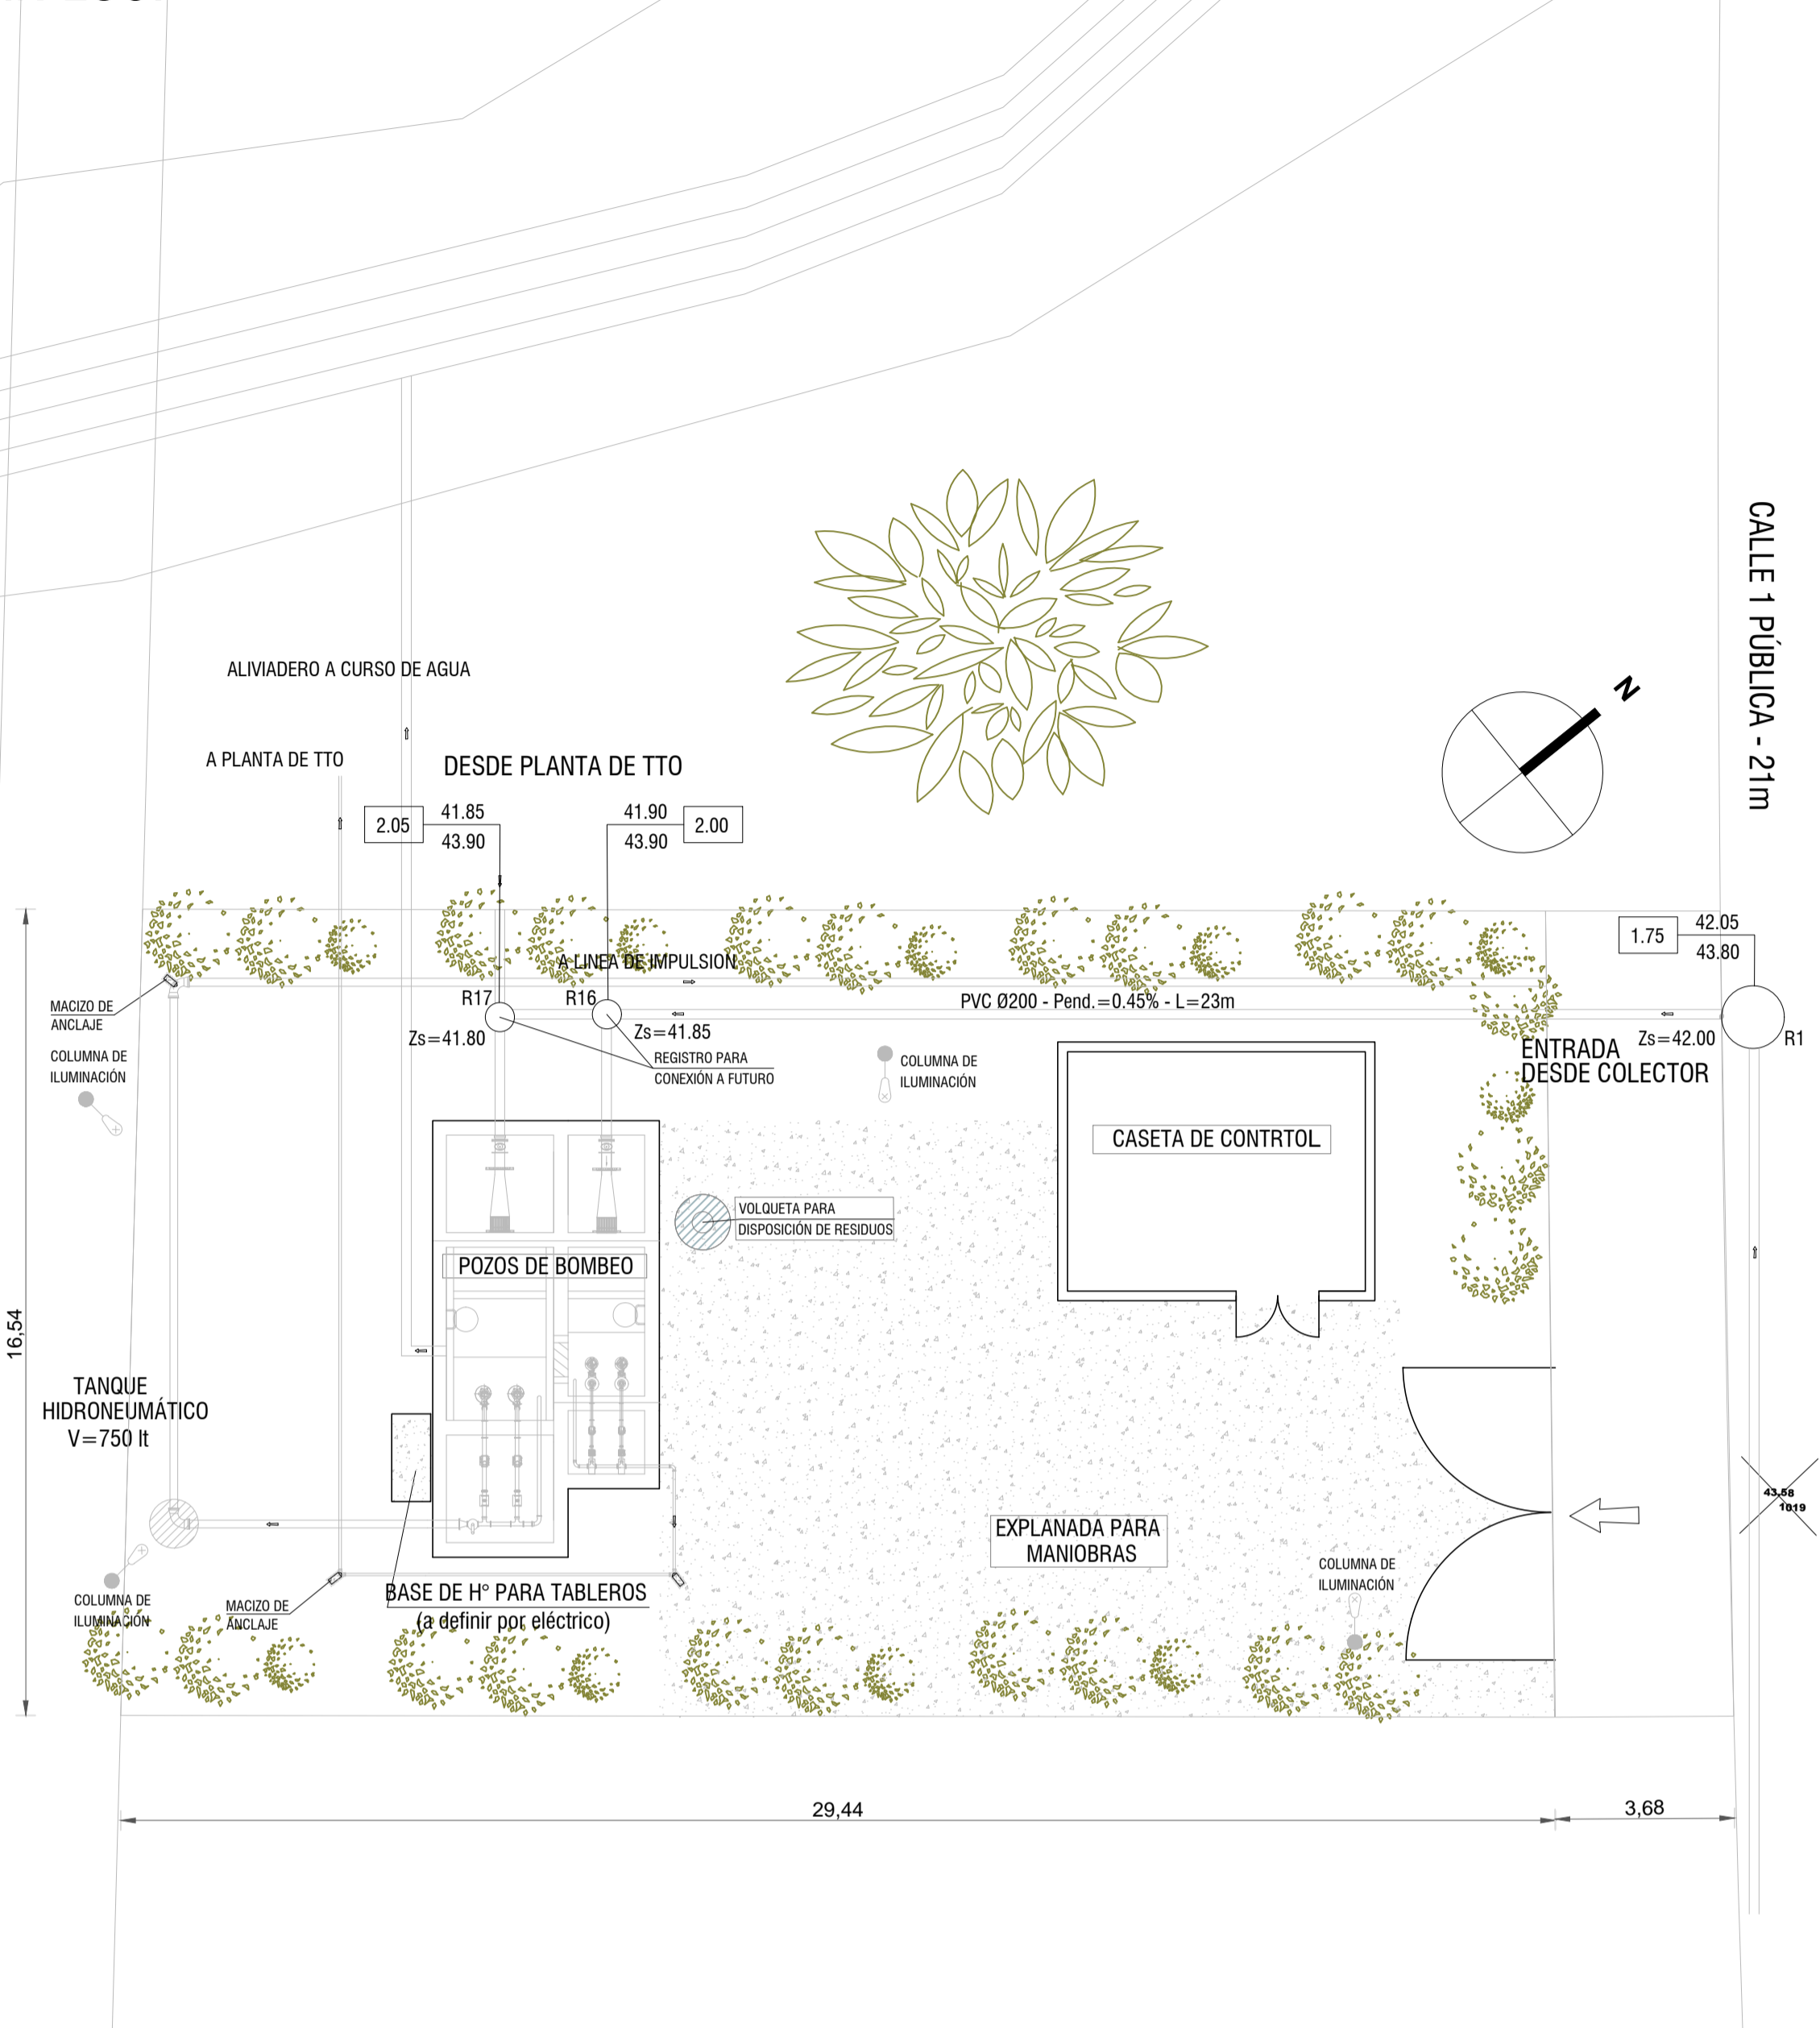 CALLE 1 PÚBLICA - 21m
N
ALIVIADERO A CURSO DE AGUA
A PLANTA DE TTO
DESDE PLANTA DE TTO
2.05
41.85
43.90
41.90
43.90
2.00
1.75
42.05
43.80
A LINEA DE IMPULSION
R17
R16
PVC Ø200 - Pend.=0.45% - L=23m
MACIZO DE
ANCLAJE
Zs=41.80
Zs=41.85
Zs=42.00
R1
ENTRADA
DESDE COLECTOR
COLUMNA DE
ILUMINACIÓN
REGISTRO PARA
CONEXIÓN A FUTURO
COLUMNA DE
ILUMINACIÓN
CASETA DE CONTRTOL
VOLQUETA PARA
DISPOSICIÓN DE RESIDUOS
POZOS DE BOMBEO
16,54
TANQUE
HIDRONEUMÁTICO
V=750 lt
43.58
1019
EXPLANADA PARA
MANIOBRAS
COLUMNA DE
ILUMINACIÓN
COLUMNA DE
ILUMINACIÓN
MACIZO DE
ANCLAJE
BASE DE Hº PARA TABLEROS
(a definir por eléctrico)
29,44
3,68